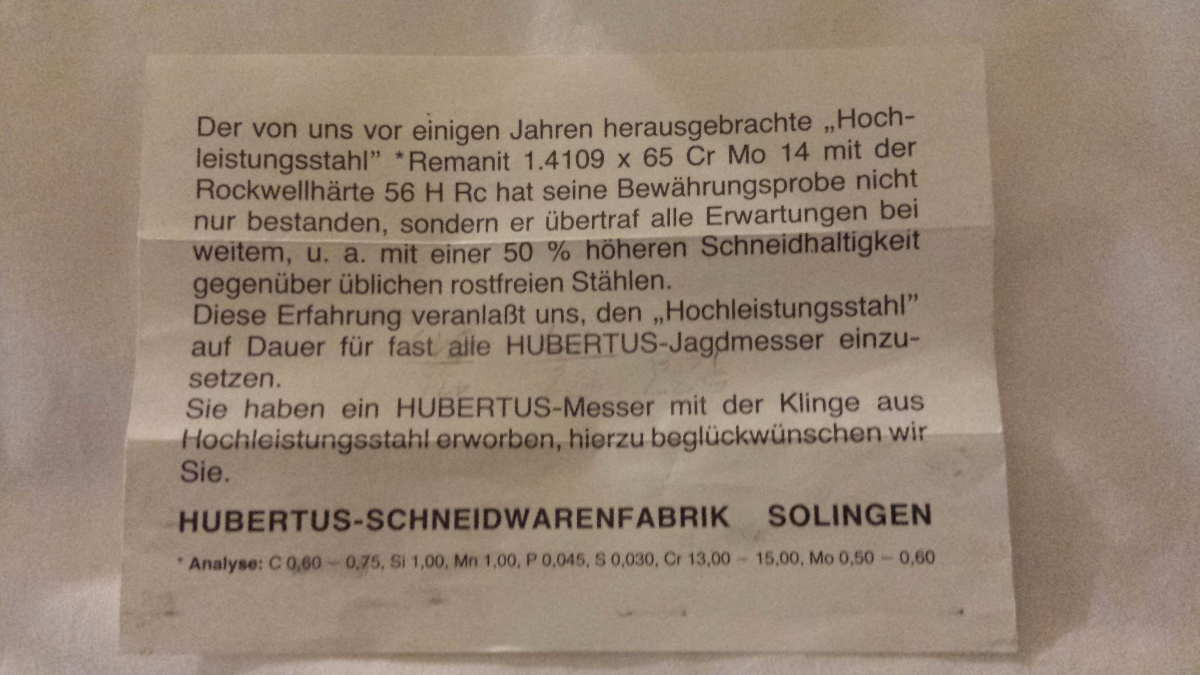 Der von uns vor einigen Jahren herausgebrachte „Hoch-
leistungsstahl” *Remanit 1.4109 x 65 Cr Mo 14 mit der
Rockwellhärte 56 H Rc hat seine Bewährungsprobe nicht
nur bestanden, sondern er übertraf alle Erwartungen bei
weitem, u. a. mit einer 50 % höheren Schneidhaltigkeit
gegenüber üblichen rostfreien Stählen.
Diese Erfahrung veranlaßt uns, den „Hochleistungsstahl”
auf Dauer für fast alle HUBERTUS-Jagdmesser einzu-
setzen.
Sie haben ein HUBERTUS-Messer mit der Klinge aus
Hochleistungsstahl erworben, hierzu beglückwünschen wir
Sie.
HUBERTUS-SCHNEIDWARENFABRIK SOLINGEN
* Analyse: C 0,60 – 0,75, Si 1,00, Mn 1,00, P 0,045, S 0,030, Cr 13,00 – 15,00, Mo 0,50 – 0,60